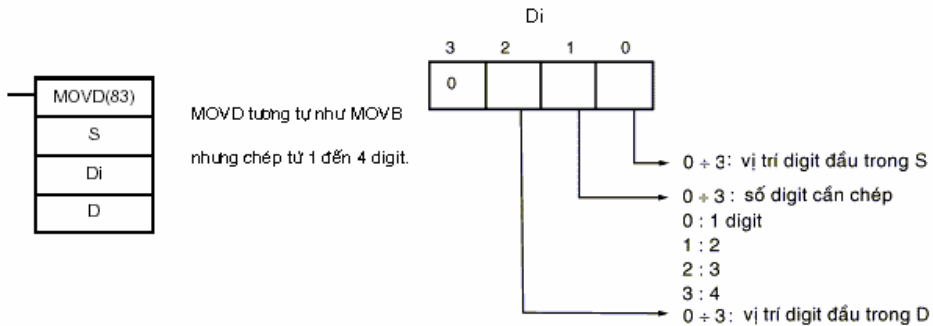 MOVD(83)
S
Di
D
MOVD tương tự như MOVB
nhưng chép từ 1 đến 4 digit.
Di
3 2 1 0
0
0 ÷ 3: vị trí digit đầu trong S
0 ÷ 3 : số digit cần chép
0 : 1 digit
1 : 2
2 : 3
3 : 4
0 ÷ 3: vị trí digit đầu trong D